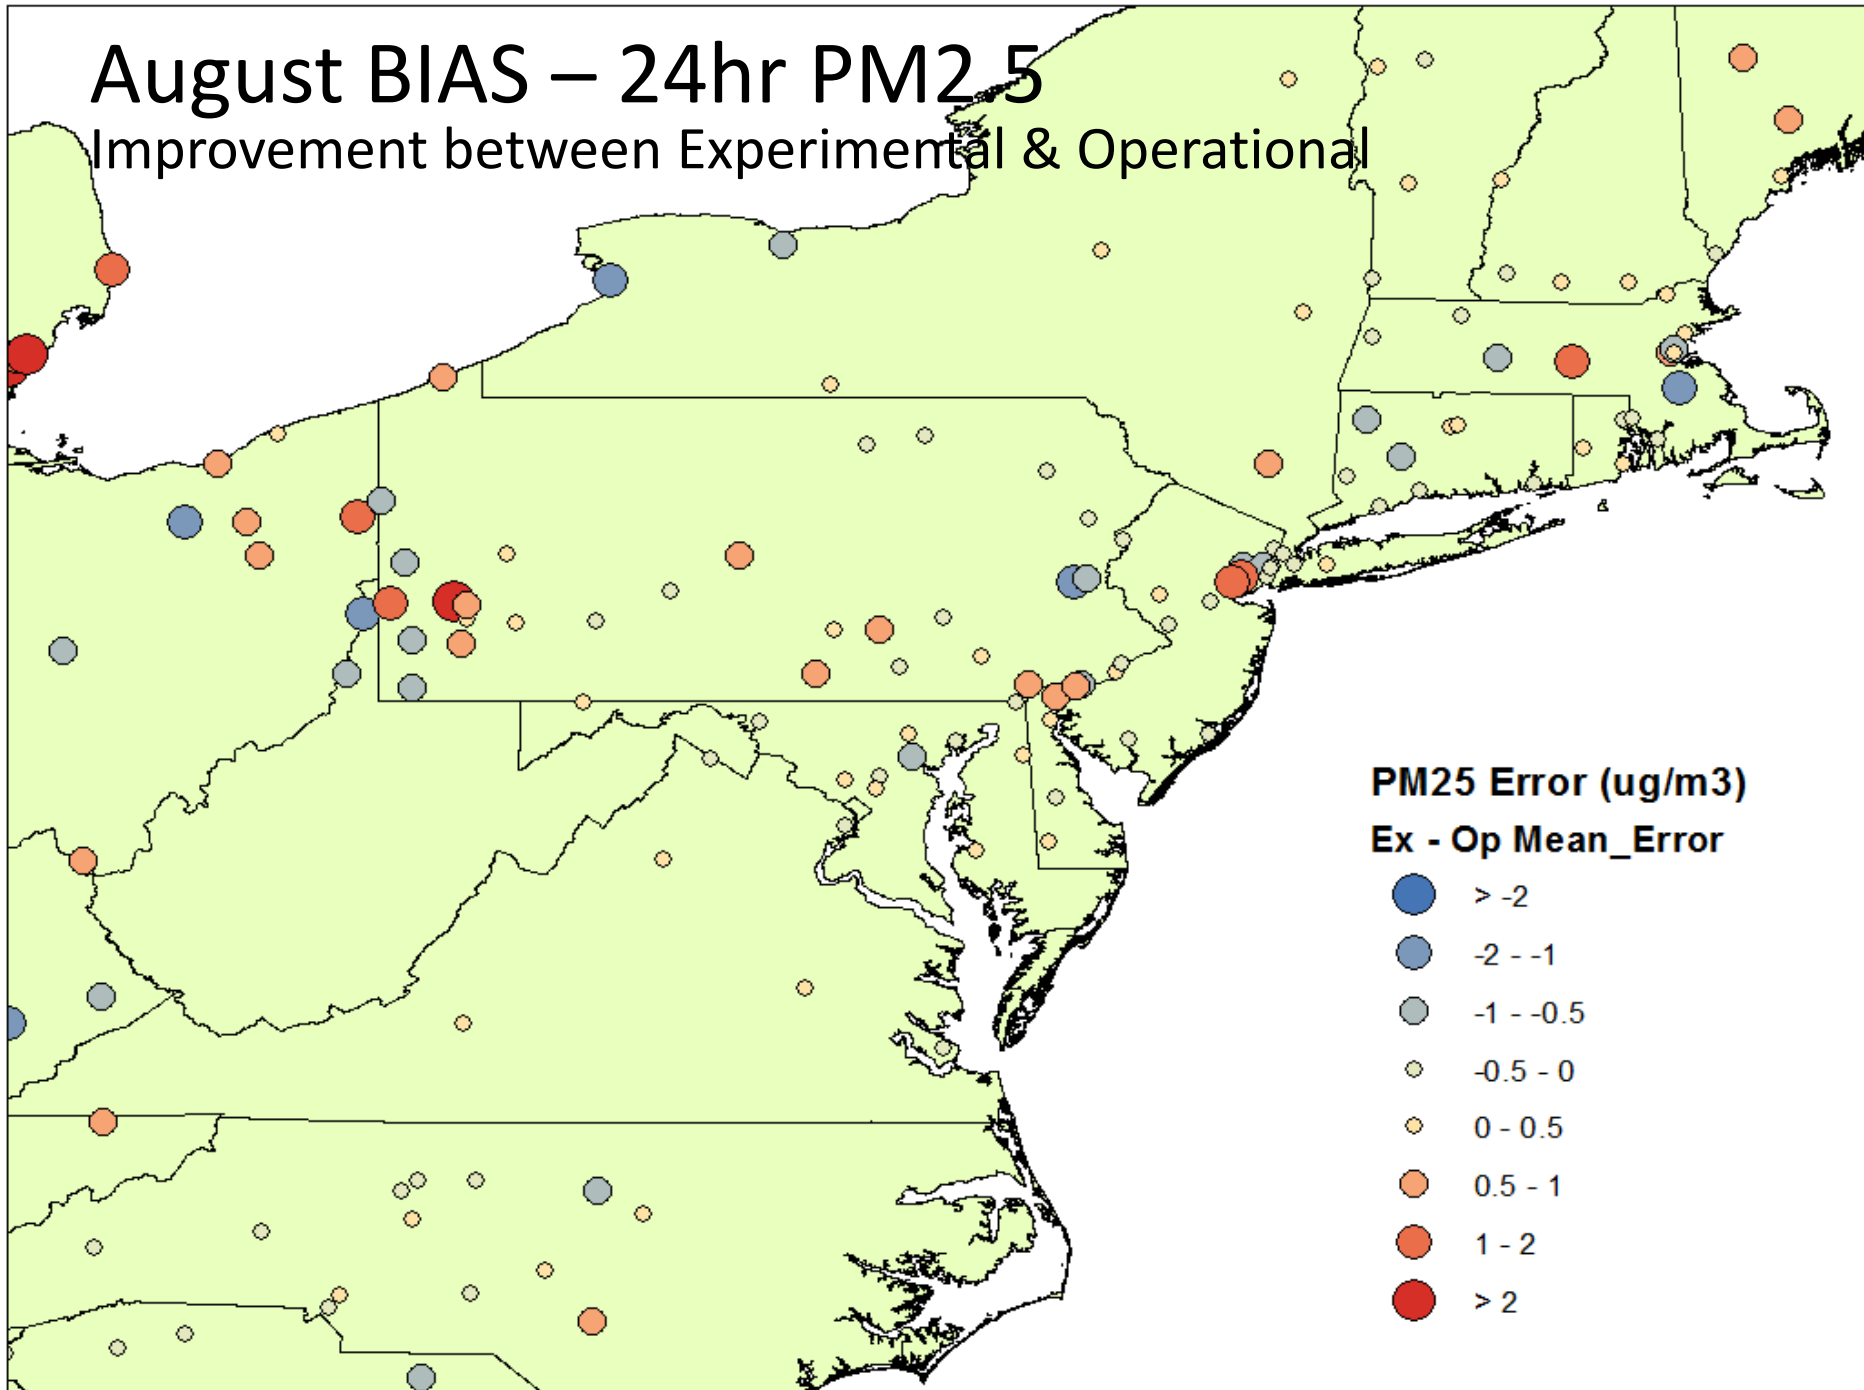 August BIAS – 24hr PM2.5
Improvement between Experimental & Operational
PM25 Error (ug/m3)
Ex - Op Mean_Error
> -2
-2 - -1
-1 - -0.5
-0.5 - 0
0 - 0.5
0.5 - 1
1 - 2
> 2